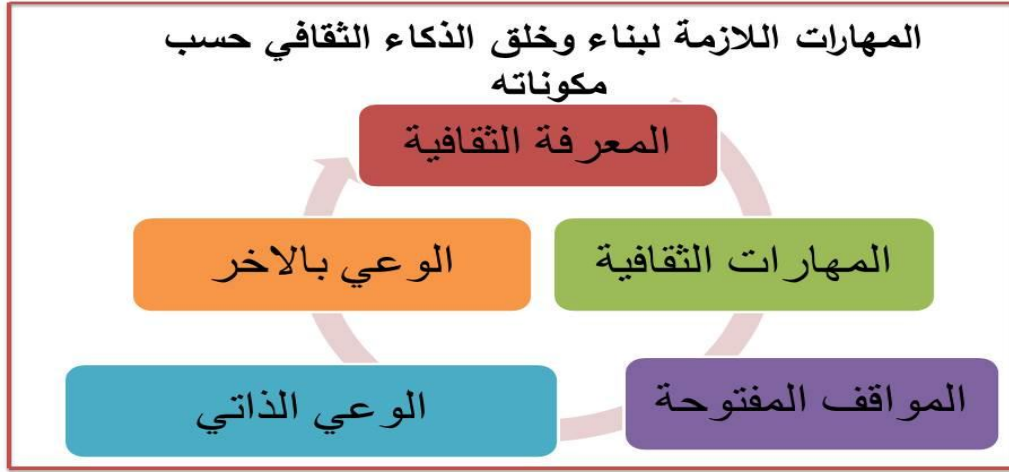 المهارات اللازمة لبناء وخلق الذكاء الثقافي حسب
مكوناته
المعرفة الثقافية
المهارات الثقافية
الوعي بالاخر
المواقف المفتوحة
الوعي الذاتي